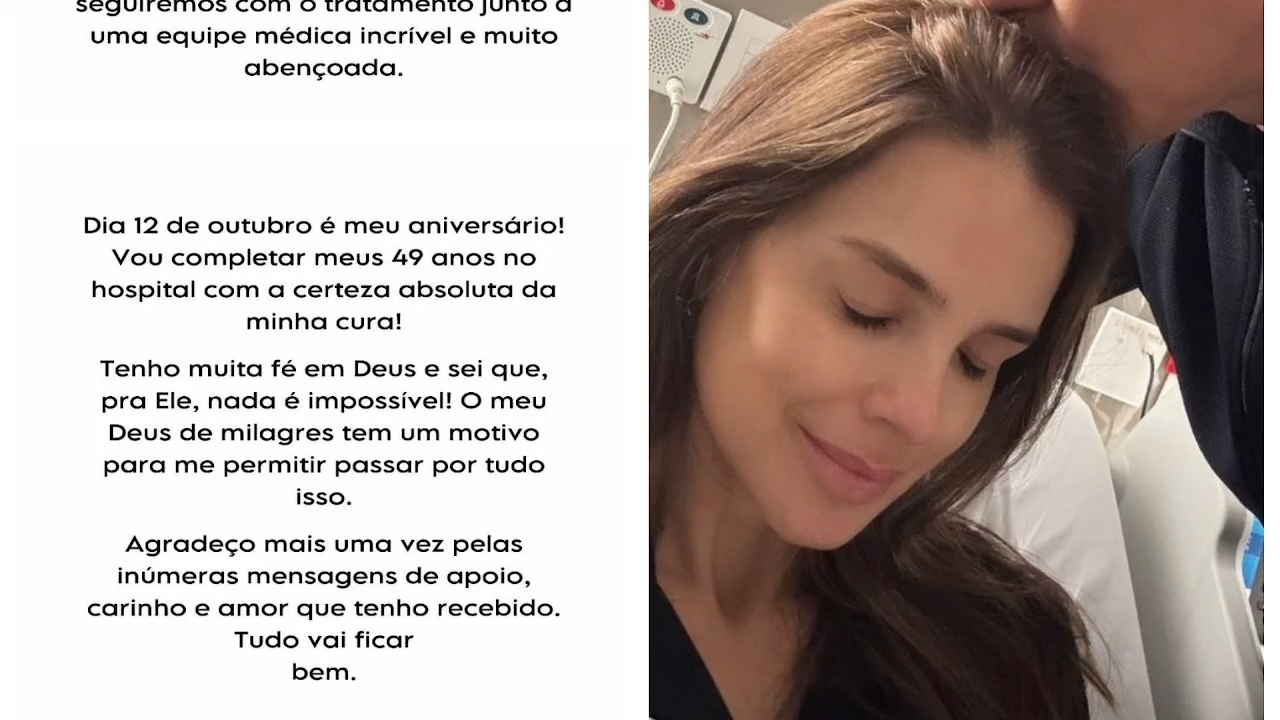 seguiremos com o tratamento junto a
uma equipe médica incrível e muito
abençoada.
Dia 12 de outubro é meu aniversário!
Vou completar meus 49 anos no
hospital com a certeza absoluta da
minha cura!
Tenho muita fé em Deus e sei que,
pra Ele, nada é impossível! O meu
Deus de milagres tem um motivo
para me permitir passar por tudo
isso.
Agradeço mais uma vez pelas
inúmeras mensagens de apoio,
carinho e amor que tenho recebido.
Tudo vai ficar
bem.